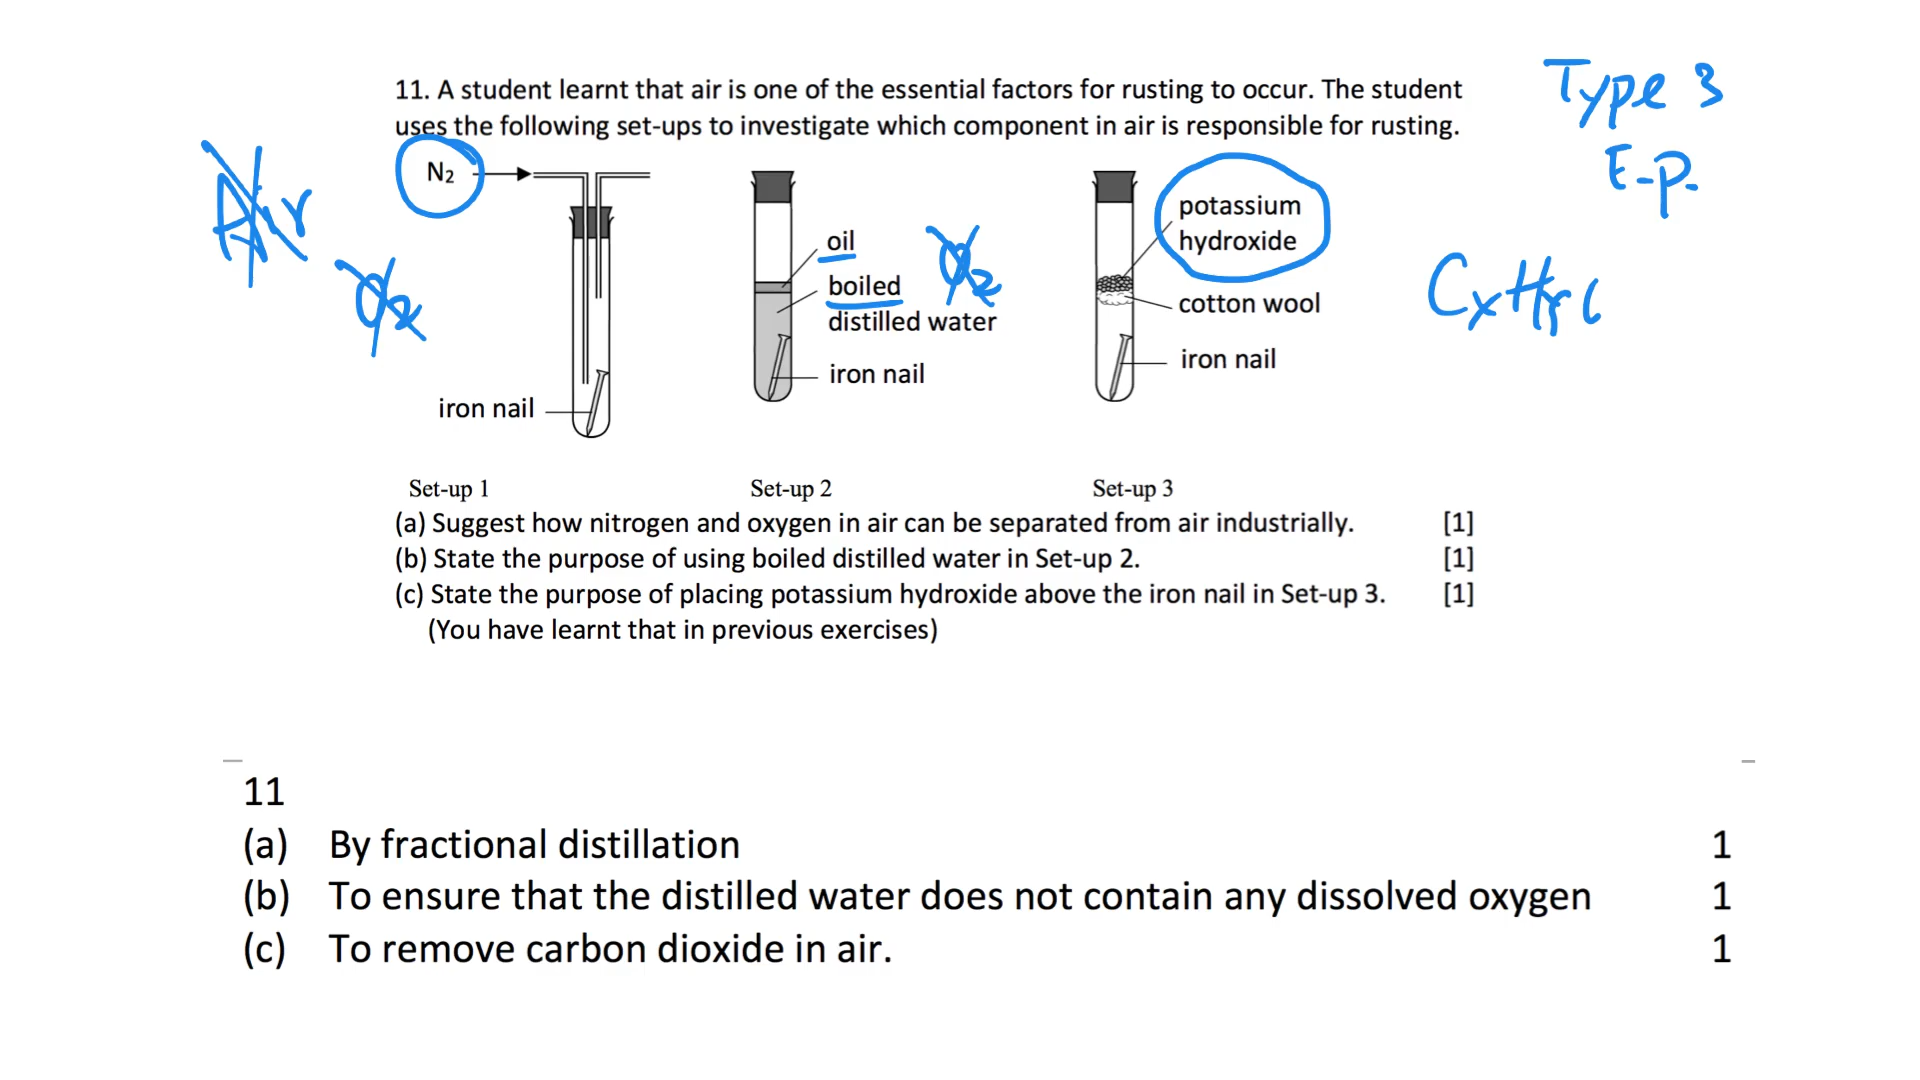 11. A student learnt that air is one of the essential factors for rusting to occur. The student
uses the following set-ups to investigate which component in air is responsible for rusting.
Type 3
E.P.
Air
O2
N₂
iron nail
oil
boiled
distilled water
iron nail
O2
potassium
hydroxide
cotton wool
iron nail
Set-up 1
Set-up 2
Set-up 3
(a) Suggest how nitrogen and oxygen in air can be separated from air industrially. [1]
(b) State the purpose of using boiled distilled water in Set-up 2. [1]
(c) State the purpose of placing potassium hydroxide above the iron nail in Set-up 3. [1]
(You have learnt that in previous exercises)
11
(a) By fractional distillation 1
(b) To ensure that the distilled water does not contain any dissolved oxygen 1
(c) To remove carbon dioxide in air. 1